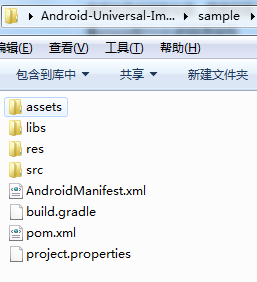 Android-Universal-Im... ▸ sample ▸
编辑(E) 查看(V) 工具(T) 帮助(H)
包含到库中 共享 新建文件夹
assets
libs
res
src
AndroidManifest.xml
build.gradle
pom.xml
project.properties